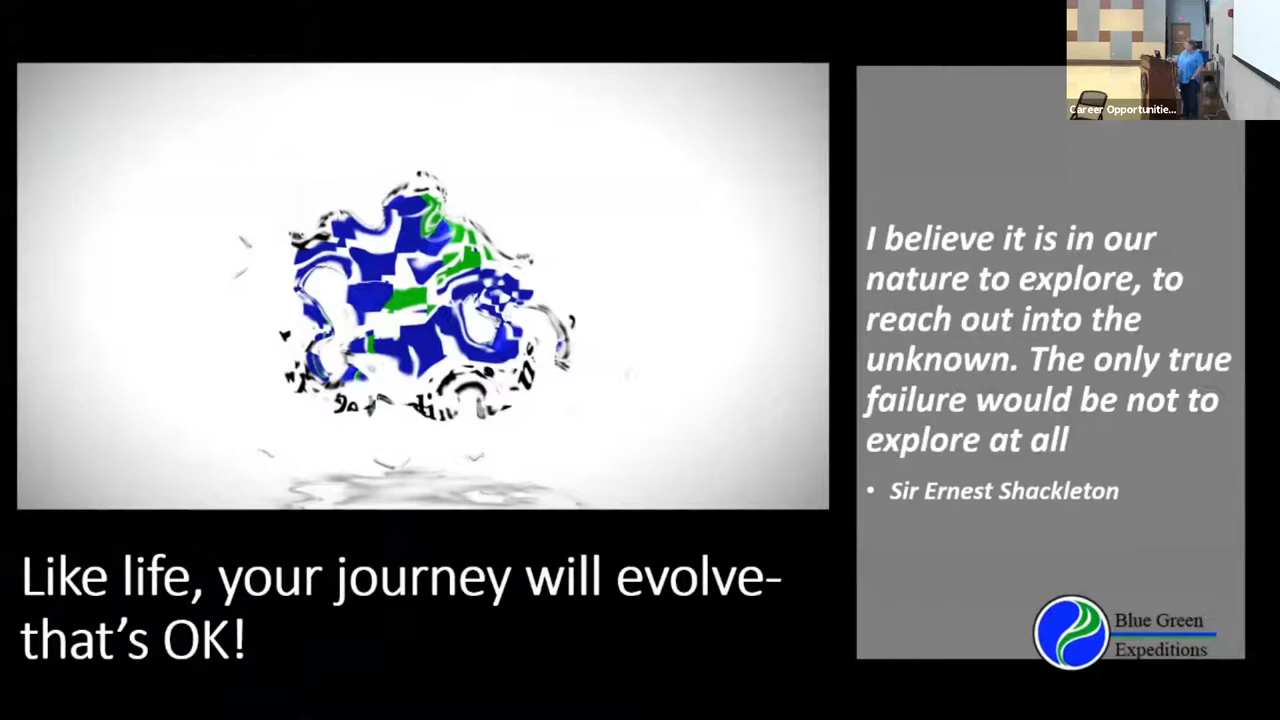 Career Opportunitie...
I believe it is in our
nature to explore, to
reach out into the
unknown. The only true
failure would be not to
explore at all
• Sir Ernest Shackleton
Like life, your journey will evolve-
that's OK!
Blue Green
Expeditions